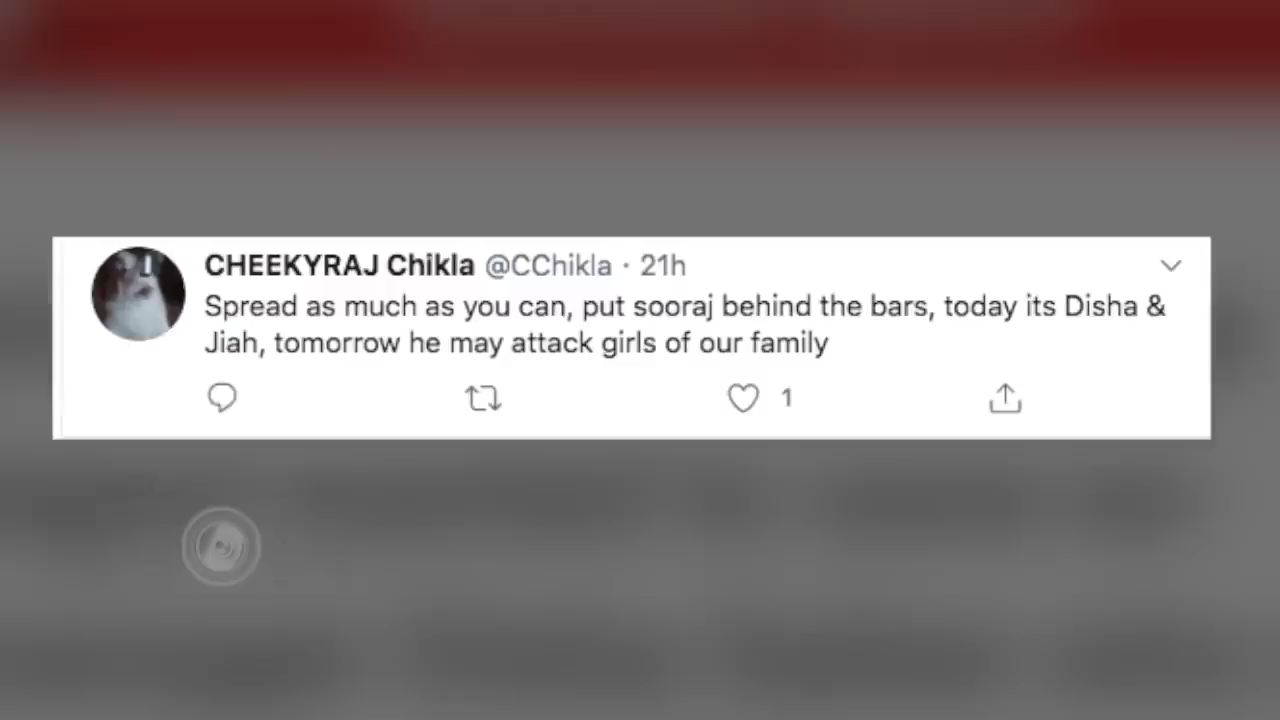 CHEEKYRAJ Chikla @CChikla · 21h
Spread as much as you can, put sooraj behind the bars, today its Disha &
Jiah, tomorrow he may attack girls of our family
1